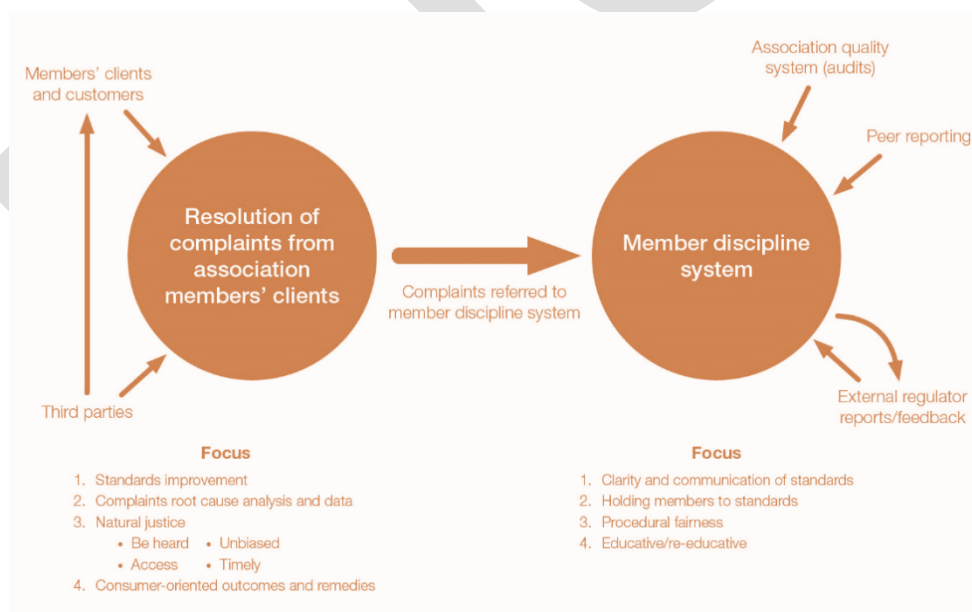 Members' clients
and customers
Resolution of
complaints from
association
members' clients
Third parties
Complaints referred to
member discipline system
Association quality
system (audits)
Peer reporting
Member discipline
system
External regulator
reports/feedback
Focus
1. Standards improvement
2. Complaints root cause analysis and data
3. Natural justice
• Be heard • Unbiased
• Access • Timely
4. Consumer-oriented outcomes and remedies
Focus
1. Clarity and communication of standards
2. Holding members to standards
3. Procedural fairness
4. Educative/re-educative